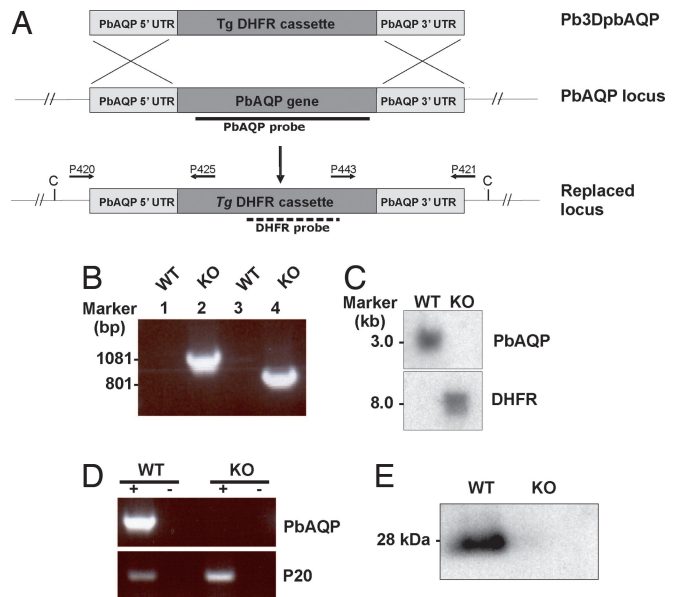 A
PbAQP 5' UTR Tg DHFR cassette PbAQP 3' UTR Pb3DpbAQP
// PbAQP 5' UTR PbAQP gene PbAQP 3' UTR // PbAQP locus
PbAQP probe
P420 P425 P443 P421
C C
// PbAQP 5' UTR Tg DHFR cassette PbAQP 3' UTR // Replaced locus
DHFR probe
B
WT KO WT KO
Marker (bp) 1 2 3 4
1081
801
C
Marker (kb) WT KO
3.0 PbAQP
8.0 DHFR
D
WT KO
+ - + -
PbAQP
P20
E
WT KO
28 kDa